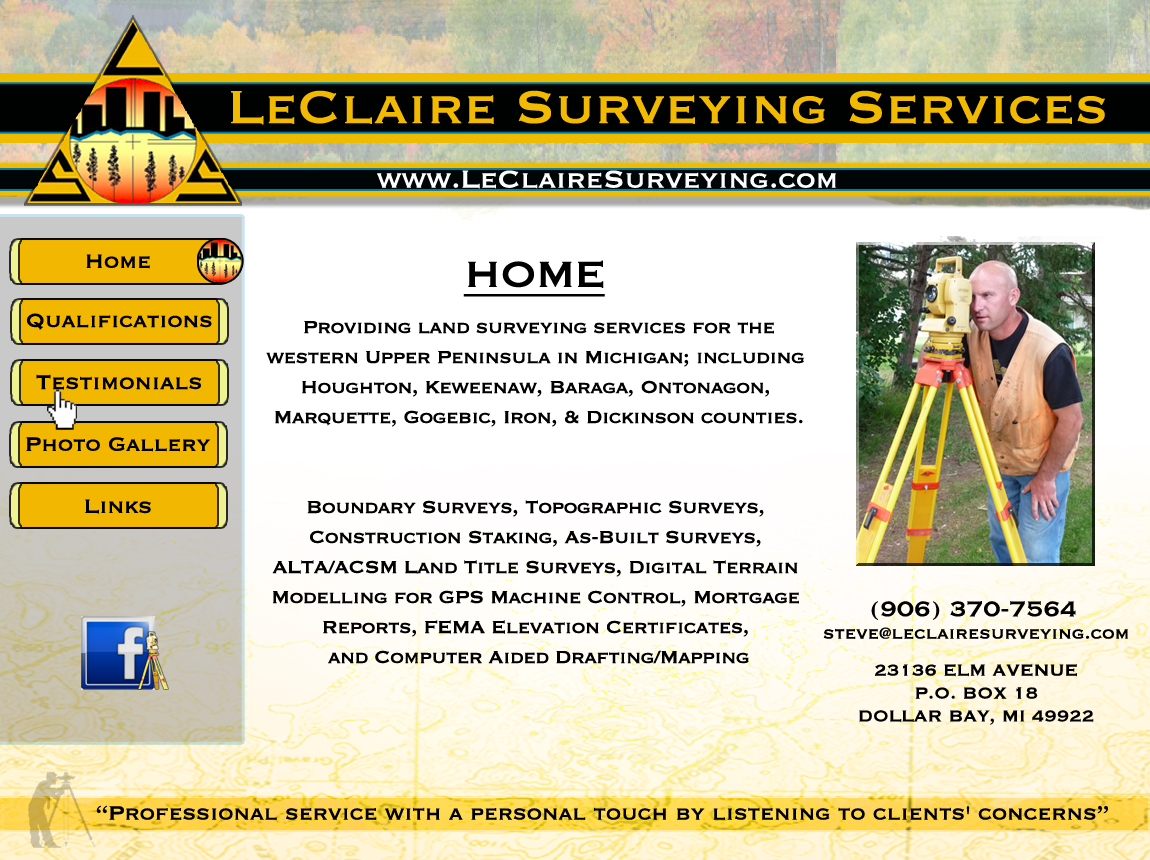 LeClaire Surveying Services
www.LeClaireSurveying.com
Home
Qualifications
Testimonials
Photo Gallery
Links
HOME
Providing land surveying services for the
western Upper Peninsula in Michigan; including
Houghton, Keweenaw, Baraga, Ontonagon,
Marquette, Gogebic, Iron, & Dickinson counties.
Boundary Surveys, Topographic Surveys,
Construction Staking, As-Built Surveys,
ALTA/ACSM Land Title Surveys, Digital Terrain
Modelling for GPS Machine Control, Mortgage
Reports, FEMA Elevation Certificates,
and Computer Aided Drafting/Mapping
(906) 370-7564
steve@leclairesurveying.com
23136 ELM AVENUE
P.O. BOX 18
DOLLAR BAY, MI 49922
f
“Professional service with a personal touch by listening to clients' concerns”